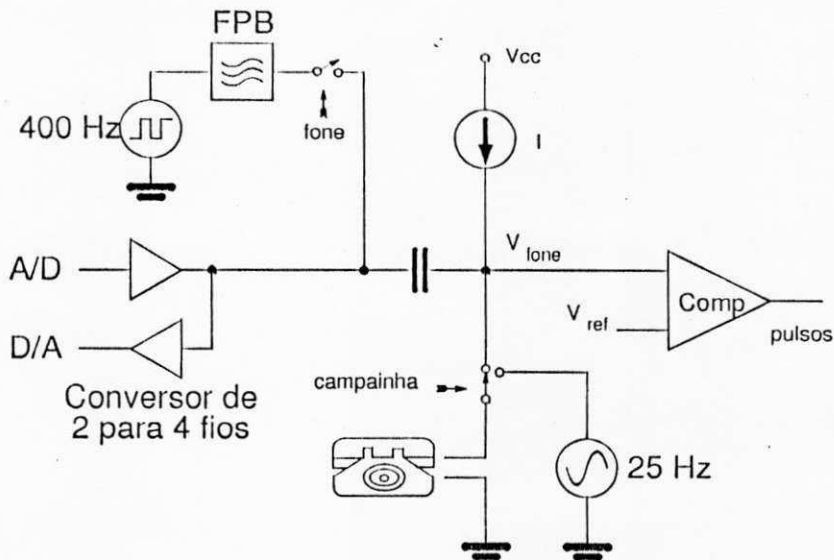 FPB
Vcc
400 Hz
fone
I
V fone
A/D
Comp
V ref
pulsos
D/A
campainha
Conversor de
2 para 4 fios
25 Hz